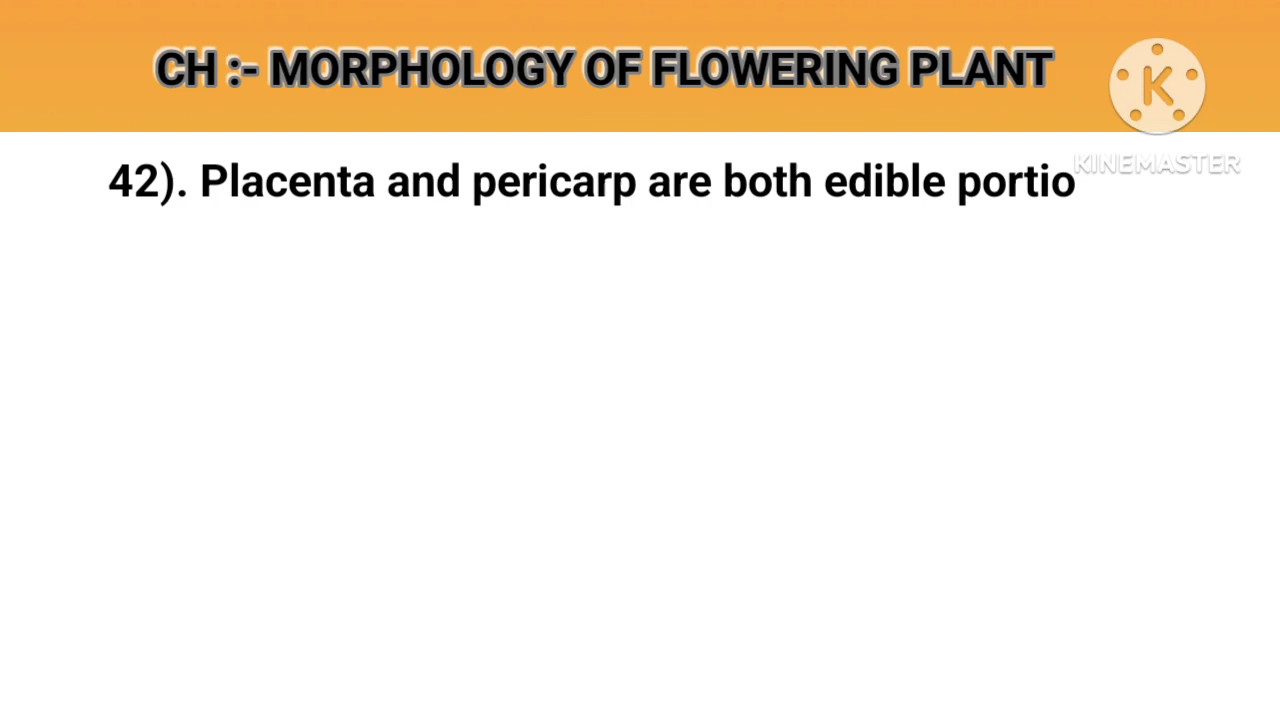 CH :- MORPHOLOGY OF FLOWERING PLANT
K
KINEMASTER
42). Placenta and pericarp are both edible portio